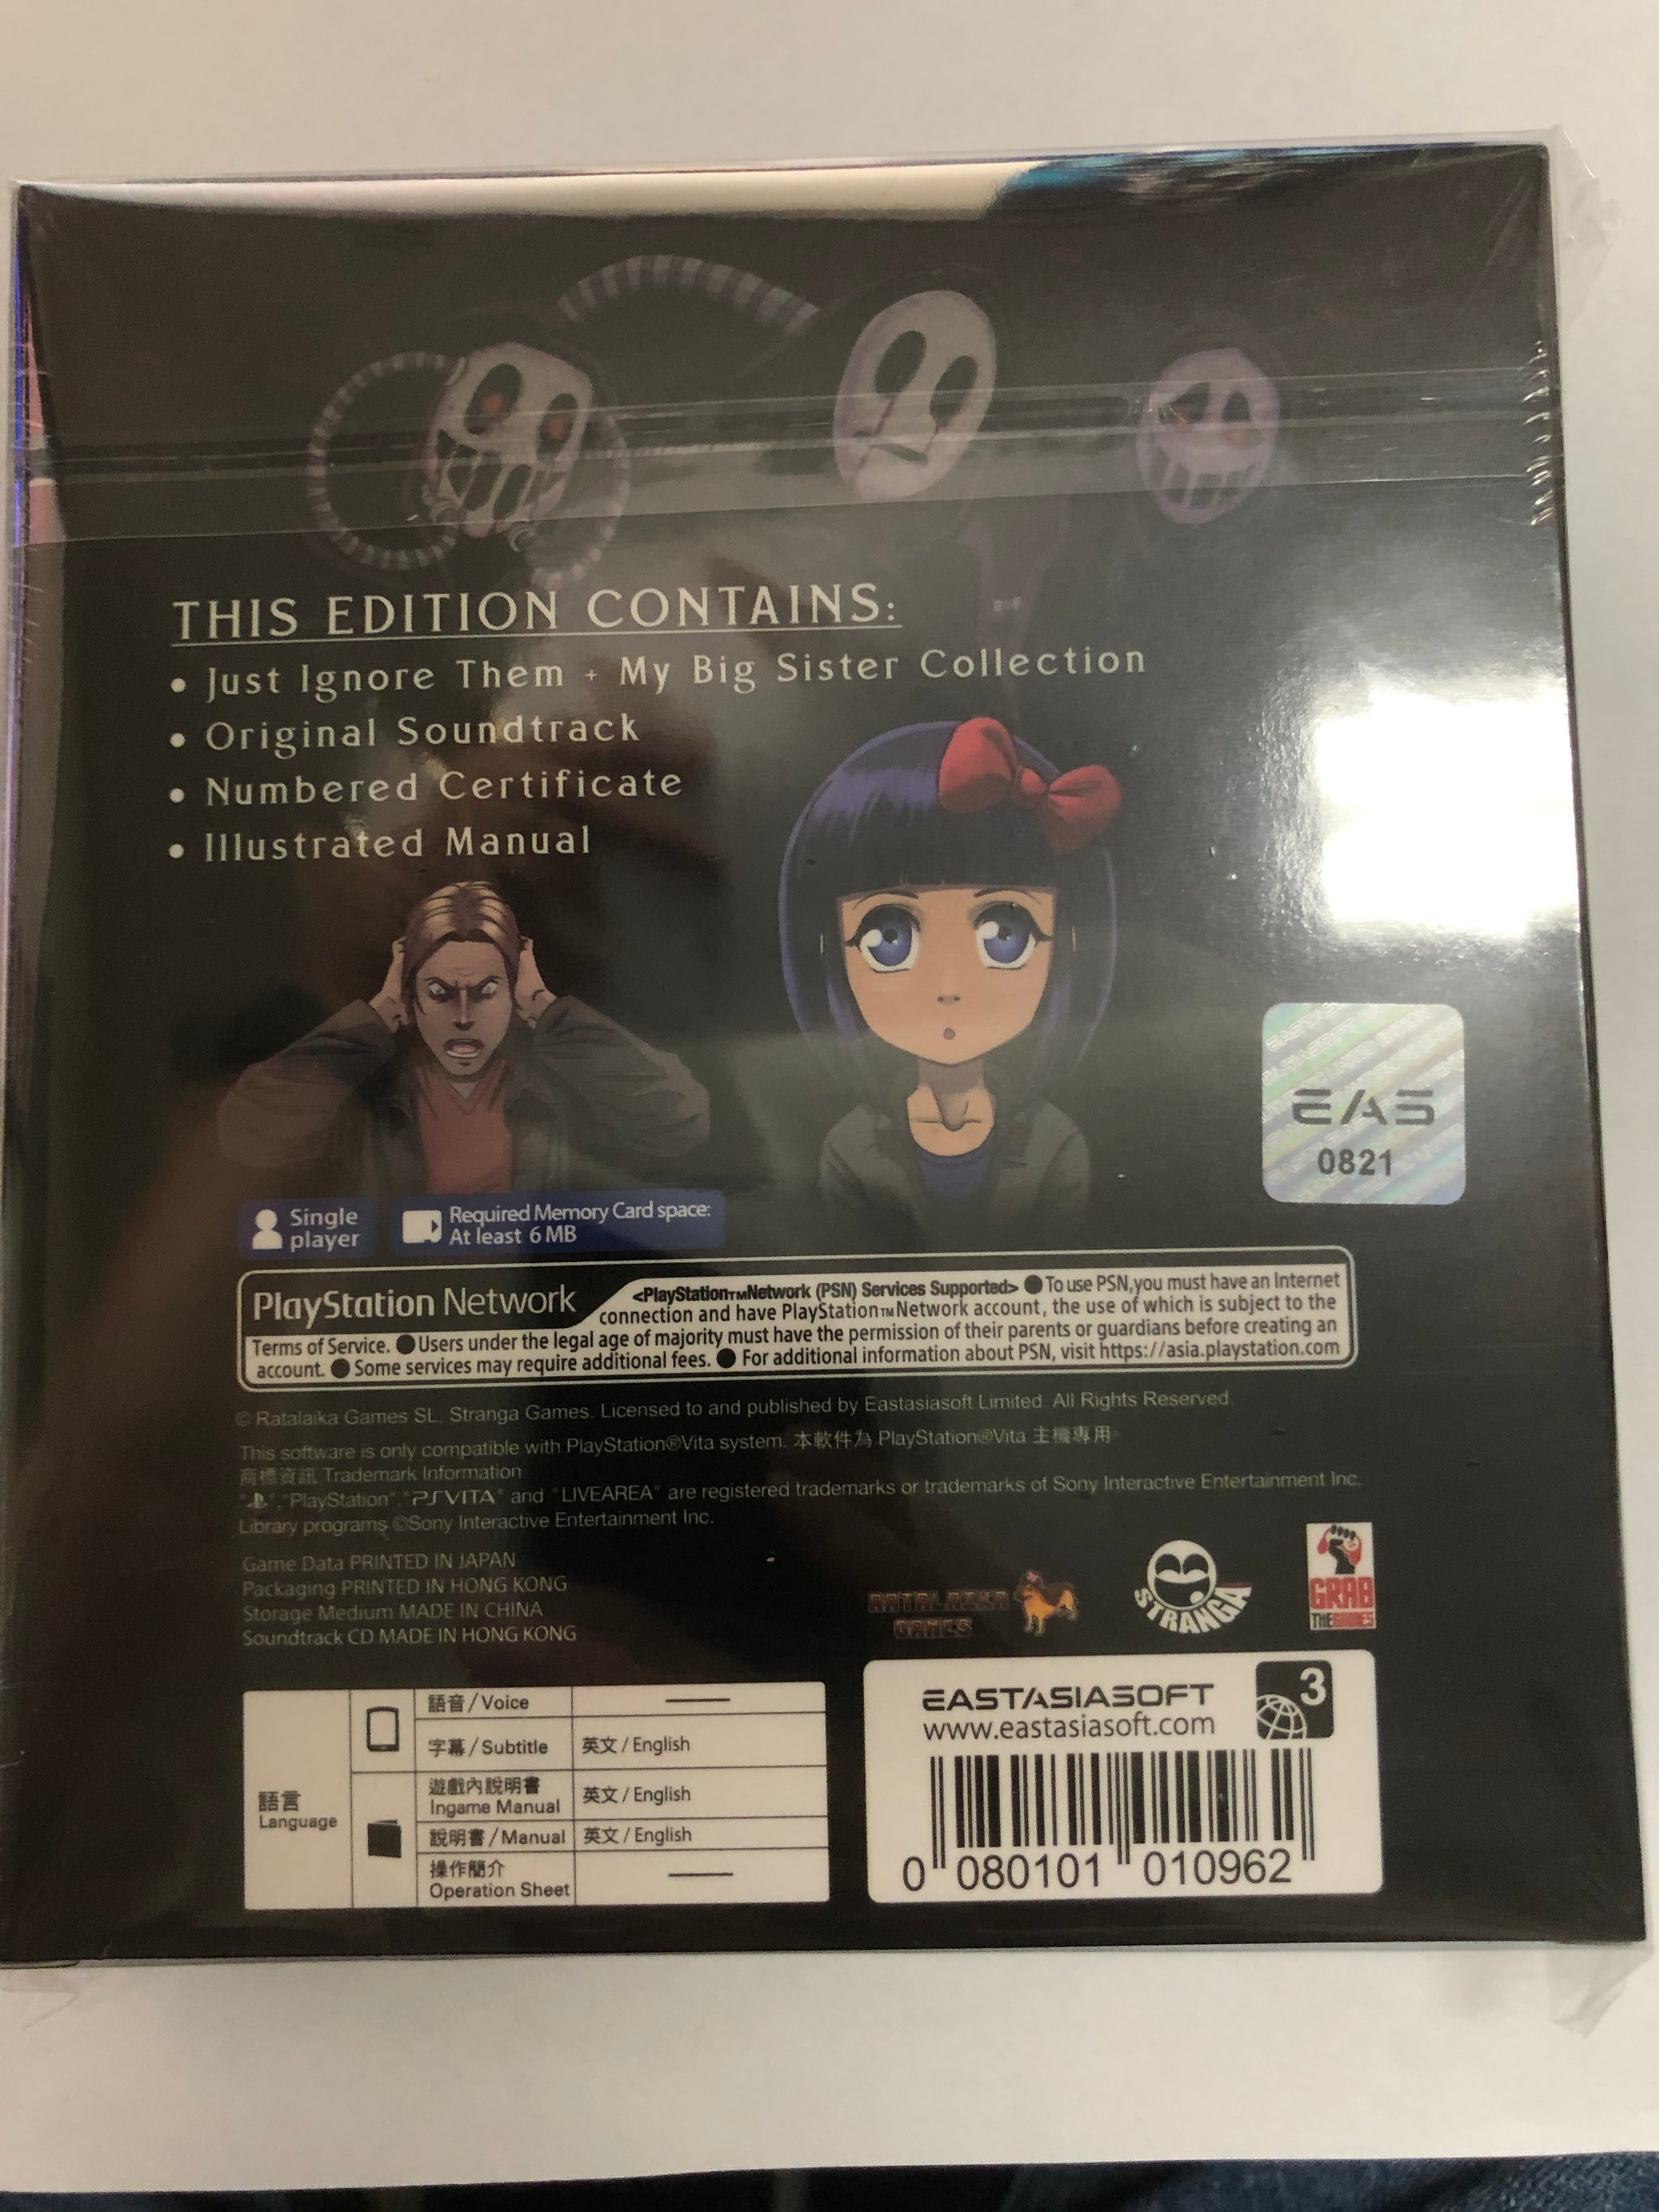 THIS EDITION CONTAINS:
• Just Ignore Them + My Big Sister Collection
• Original Soundtrack
• Numbered Certificate
• Illustrated Manual
EAS
0821
Single
player
Required Memory Card space:
At least 6 MB
PlayStation Network
<PlayStation™Network (PSN) Services Supported> ●To use PSN,you must have an Internet
connection and have PlayStation™Network account, the use of which is subject to the
Terms of Service. ●Users under the legal age of majority must have the permission of their parents or guardians before creating an
account. ●Some services may require additional fees. ● For additional information about PSN, visit https://asia.playstation.com
© Ratalaika Games SL. Stranga Games. Licensed to and published by Eastasiasoft Limited. All Rights Reserved.
This software is only compatible with PlayStation®Vita system. 本軟件為 PlayStation®Vita 主機專用
商標資訊 Trademark Information
"PlayStation", "PSVITA" and "LIVEAREA" are registered trademarks or trademarks of Sony Interactive Entertainment Inc.
Library programs ©Sony Interactive Entertainment Inc.
Game Data PRINTED IN JAPAN
Packaging PRINTED IN HONG KONG
Storage Medium MADE IN CHINA
Soundtrack CD MADE IN HONG KONG
RATALAIKA
GAMES
STRANGA
GRAB
THEGAMES
語言
Language
語音/Voice
字幕/Subtitle 英文/English
遊戲內說明書
Ingame Manual 英文/English
說明書/Manual 英文/English
操作簡介
Operation Sheet
EASTASIASOFT
www.eastasiasoft.com
3
0 080101 010962